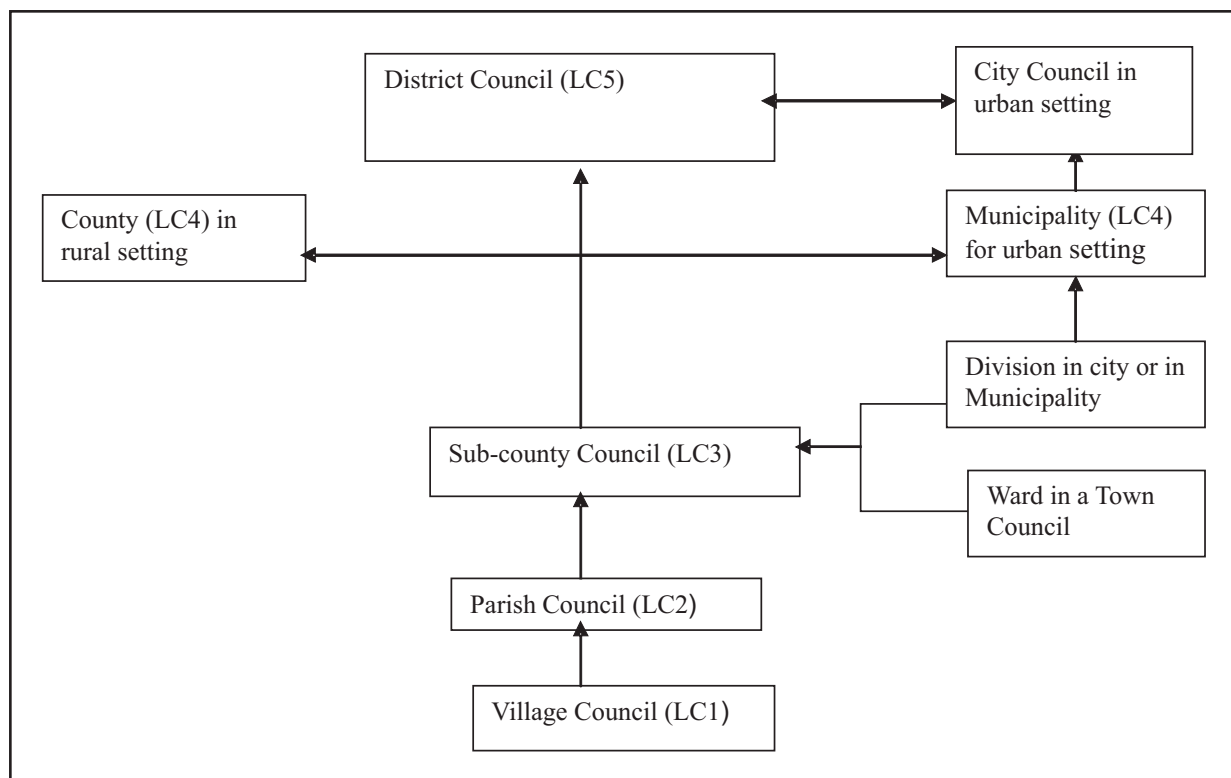 District Council (LC5)
City Council in
urban setting
County (LC4) in
rural setting
Municipality (LC4)
for urban setting
Division in city or in
Municipality
Sub-county Council (LC3)
Ward in a Town
Council
Parish Council (LC2)
Village Council (LC1)